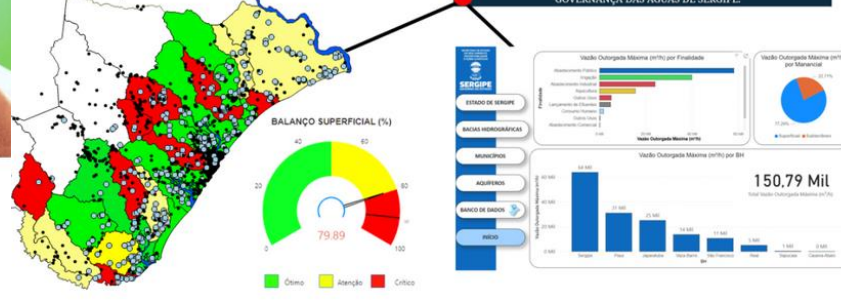 GOVERNANÇA DAS ÁGUAS DE SERGIPE.
BALANÇO SUPERFICIAL (%)
0
20
40
60
80
100
79.89
Ótimo
Atenção
Crítico
SERGIPE
ESTADO DE SERGIPE
BACIAS HIDROGRÁFICAS
MUNICÍPIOS
AQUÍFEROS
BANCO DE DADOS
INÍCIO
Vazão Outorgada Máxima (m³/h) por Finalidade
Finalidade
Abastecimento Público
Irrigação
Abastecimento Industrial
Outros Usos
Lançamento de Efluentes
Consumo Humano
Abastecimento Comercial
Vazão Outorgada Máxima (m³/h)
Vazão Outorgada Máxima (m³/h)
por Manancial
Superficial
Subterrâneo
Vazão Outorgada Máxima (m³/h) por BH
64 Mil
31 Mil
25 Mil
14 Mil
11 Mil
5 Mil
1 Mil
0 Mil
Sergipe
Piauí
Japaratuba
Vaza Barris
São Francisco
Real
Sapucaia
BH
150,79 Mil
Total Vazão Outorgada (m³/h)